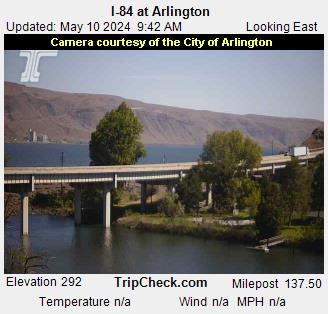 I-84 at Arlington
Updated: May 10 2024 9:42 AM Looking East
Camera courtesy of the City of Arlington
Elevation 292 TripCheck.com Milepost 137.50
Temperature n/a Wind n/a MPH n/a